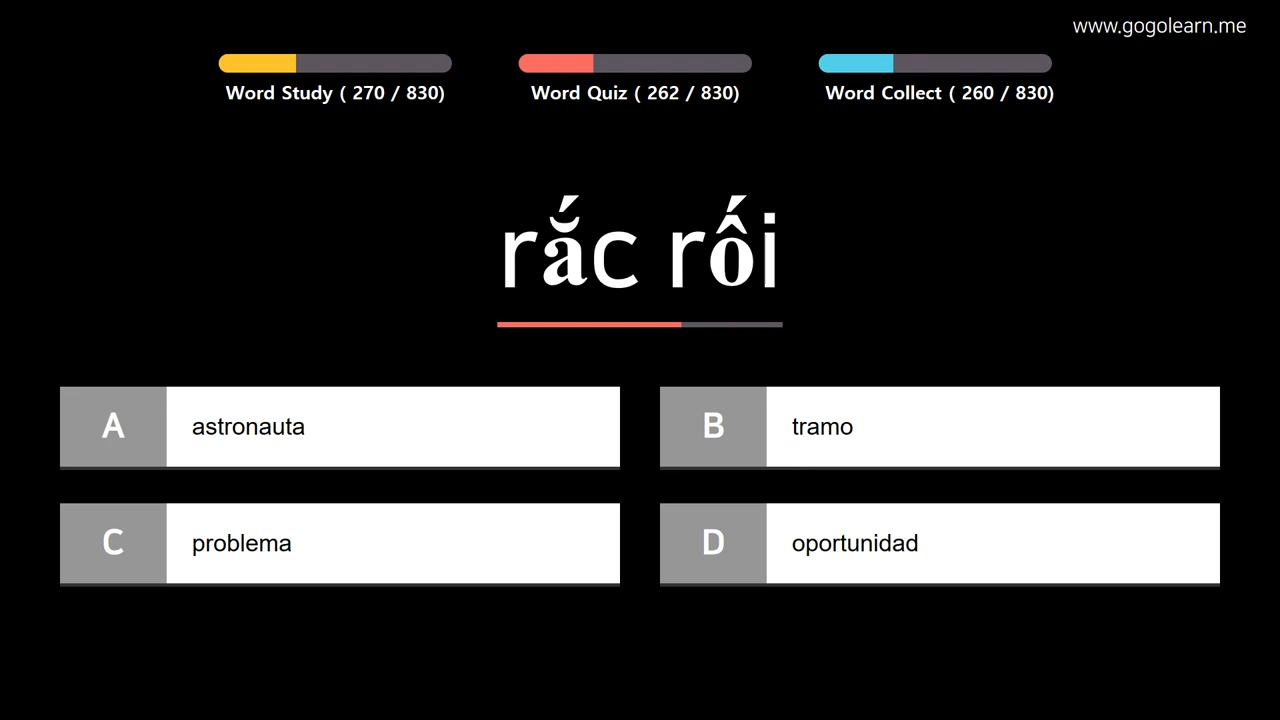 www.gogolearn.me
Word Study ( 270 / 830)
Word Quiz ( 262 / 830)
Word Collect ( 260 / 830)
rắc rối
A astronauta
B tramo
C problema
D oportunidad